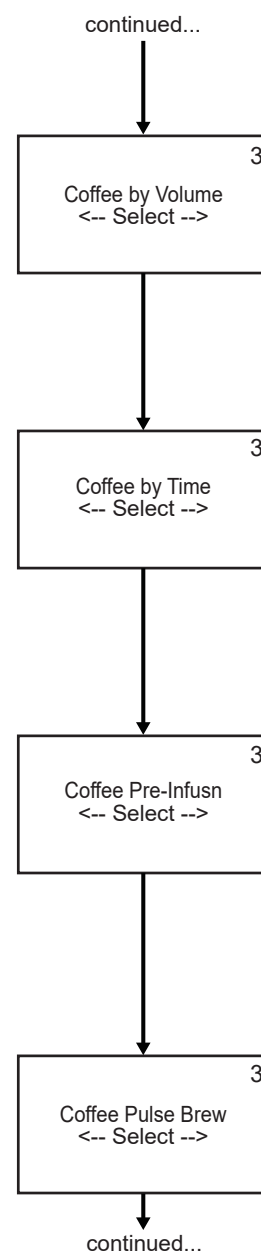 continued...
3
Coffee by Volume
<-- Select -->
3
Coffee by Time
<-- Select -->
3
Coffee Pre-Infusn
<-- Select -->
3
Coffee Pulse Brew
<-- Select -->
continued...